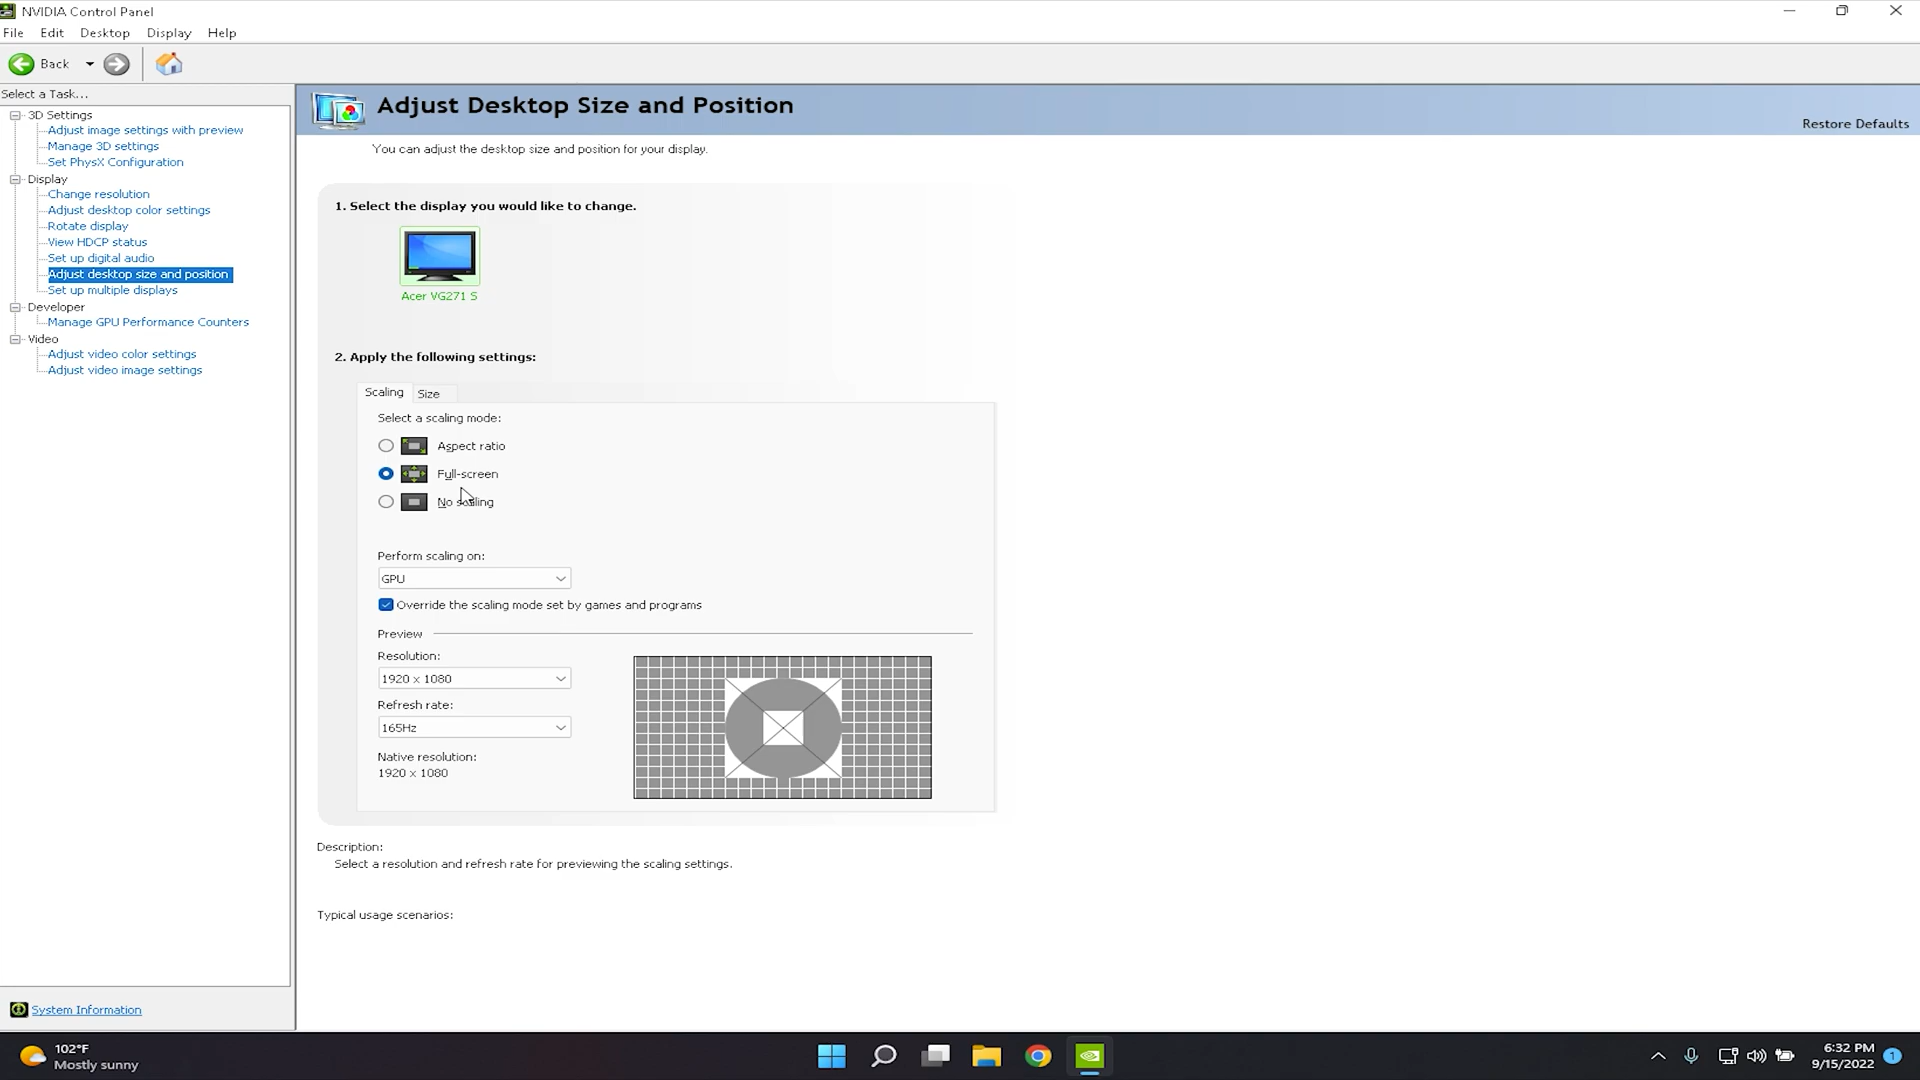 NVIDIA Control Panel
File Edit Desktop Display Help
Back
Select a Task...
3D Settings
Adjust image settings with preview
Manage 3D settings
Set PhysX Configuration
Display
Change resolution
Adjust desktop color settings
Rotate display
View HDCP status
Set up digital audio
Adjust desktop size and position
Set up multiple displays
Developer
Manage GPU Performance Counters
Video
Adjust video color settings
Adjust video image settings
System Information
Adjust Desktop Size and Position
Restore Defaults
You can adjust the desktop size and position for your display.
1. Select the display you would like to change.
Acer VG271 S
2. Apply the following settings:
Scaling Size
Select a scaling mode:
Aspect ratio
Full-screen
No scaling
Perform scaling on:
GPU
Override the scaling mode set by games and programs
Preview
Resolution:
1920 x 1080
Refresh rate:
165Hz
Native resolution:
1920 x 1080
Description:
Select a resolution and refresh rate for previewing the scaling settings.
Typical usage scenarios:
102°F
Mostly sunny
6:32 PM
9/15/2022
1